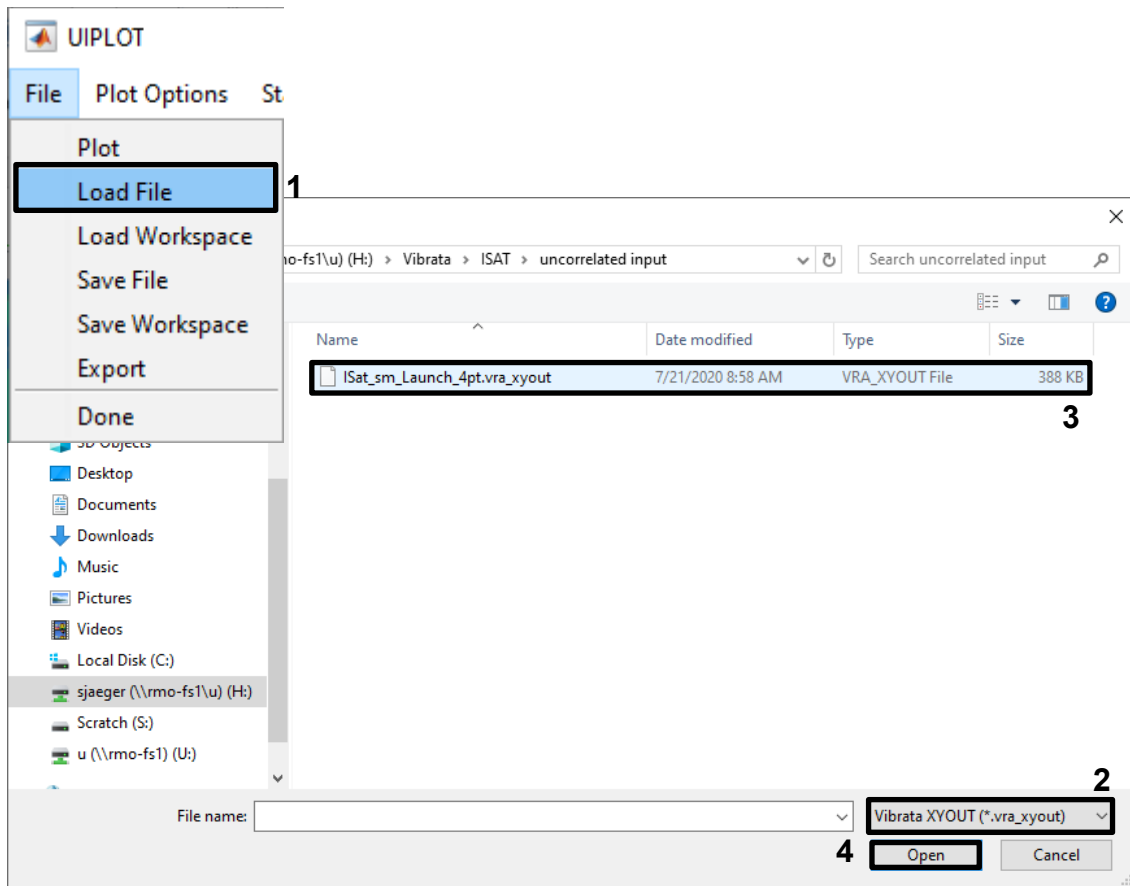 UIPLOT
File Plot Options St
Plot
Load File
1
Load Workspace
Save File
Save Workspace
Export
Done
no-fs1\u) (H:) > Vibrata > ISAT > uncorrelated input
Search uncorrelated input
Name Date modified Type Size
ISat_sm_Launch_4pt.vra_xyout 7/21/2020 8:58 AM VRA_XYOUT File 388 KB
3
3D Objects
Desktop
Documents
Downloads
Music
Pictures
Videos
Local Disk (C:)
sjaeger (\\rmo-fs1\u) (H:)
Scratch (S:)
u (\\rmo-fs1) (U:)
2
File name: Vibrata XYOUT (*.vra_xyout)
4 Open Cancel